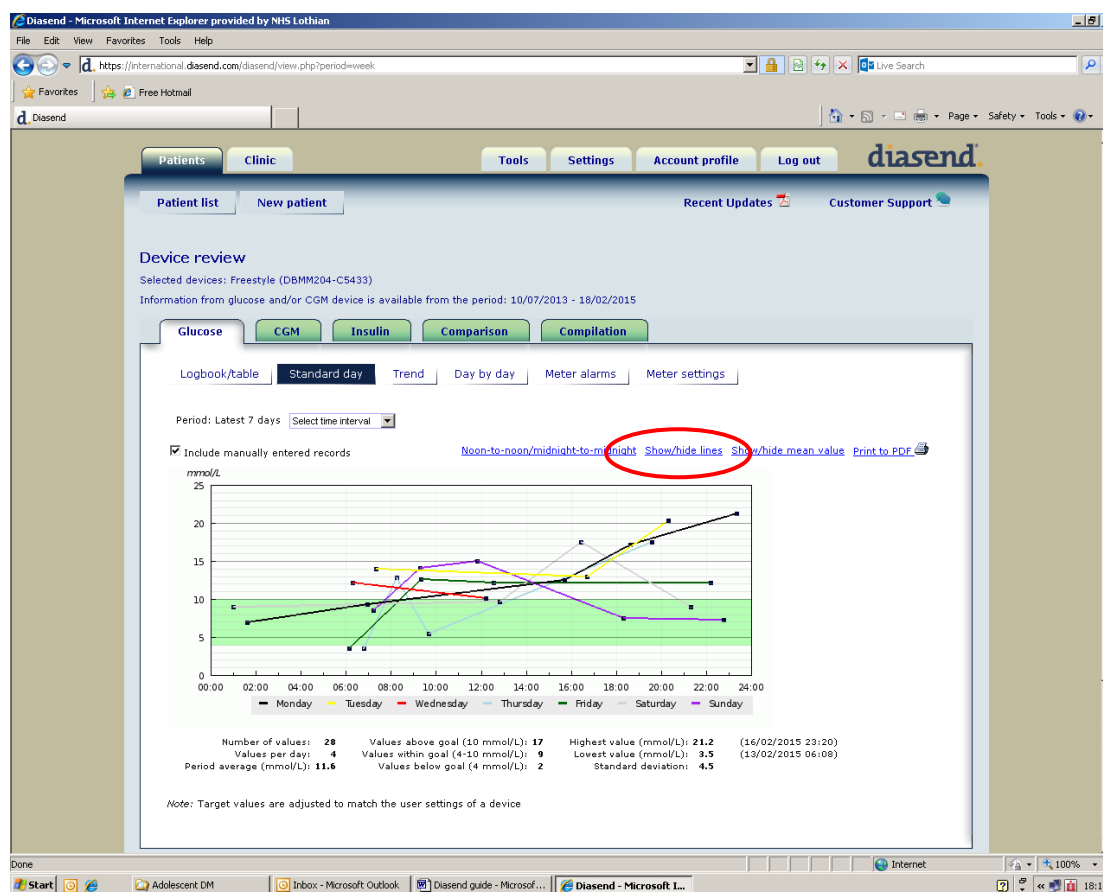 Diasend - Microsoft Internet Explorer provided by NHS Lothian
File Edit View Favorites Tools Help
https://international.diasend.com/diasend/view.php?period=week
Live Search
Favorites Free Hotmail
d. Diasend
Page Safety Tools
Patients Clinic Tools Settings Account profile Log out diasend
Patient list New patient Recent Updates Customer Support
Device review
Selected devices: Freestyle (DBMM204-C5433)
Information from glucose and/or CGM device is available from the period: 10/07/2013 - 18/02/2015
Glucose CGM Insulin Comparison Compilation
Logbook/table Standard day Trend Day by day Meter alarms Meter settings
Period: Latest 7 days Select time interval
Include manually entered records Noon-to-noon/midnight-to-midnight Show/hide lines Show/hide mean value Print to PDF
mmol/L
25
20
15
10
5
0
00:00 02:00 04:00 06:00 08:00 10:00 12:00 14:00 16:00 18:00 20:00 22:00 24:00
Monday Tuesday Wednesday Thursday Friday Saturday Sunday
Number of values: 28 Values above goal (10 mmol/L): 17 Highest value (mmol/L): 21.2 (16/02/2015 23:20)
Values per day: 4 Values within goal (4-10 mmol/L): 9 Lowest value (mmol/L): 3.5 (13/02/2015 06:08)
Period average (mmol/L): 11.6 Values below goal (4 mmol/L): 2 Standard deviation: 4.5
Note: Target values are adjusted to match the user settings of a device
Done Internet 100%
Start Adolescent DM Inbox - Microsoft Outlook Diasend guide - Microsof... Diasend - Microsoft I... 18:1